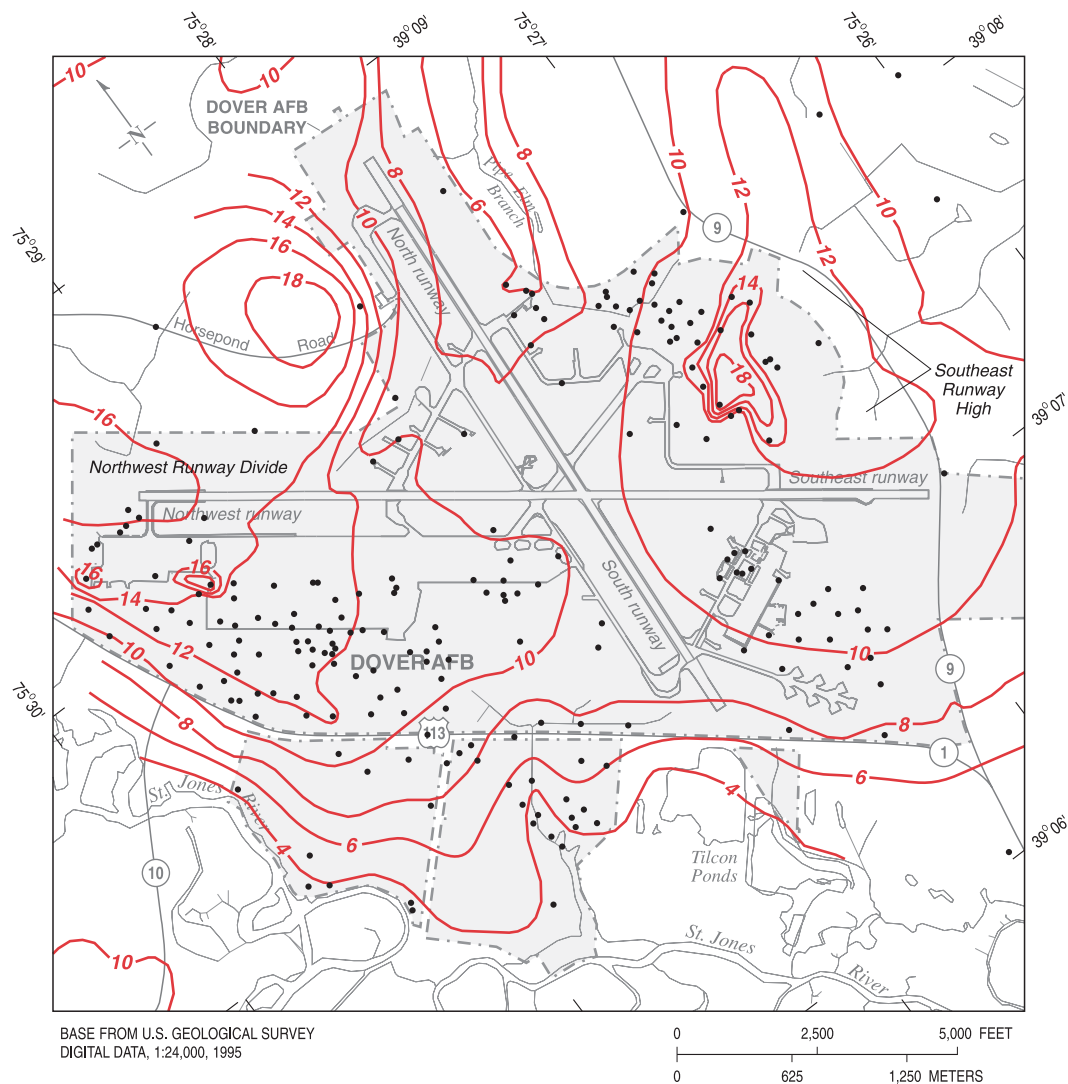 75°28'
39°09'
75°27'
75°26'
39°08'
10
10
DOVER AFB
BOUNDARY
N
8
8
6
Pipe Elm
Branch
10
12
10
9
12
12
14
16
18
10
North runway
75°29'
Horsepond
Road
14
18
Southeast
Runway
High
39°07'
16
Northwest Runway Divide
Northwest runway
Southeast runway
16
16
14
12
10
South runway
DOVER AFB
10
10
9
75°30'
8
113
8
1
6
St. Jones
River
6
4
4
39°06'
Tilcon
Ponds
10
St. Jones
River
10
BASE FROM U.S. GEOLOGICAL SURVEY
DIGITAL DATA, 1:24,000, 1995
0 2,500 5,000 FEET
0 625 1,250 METERS